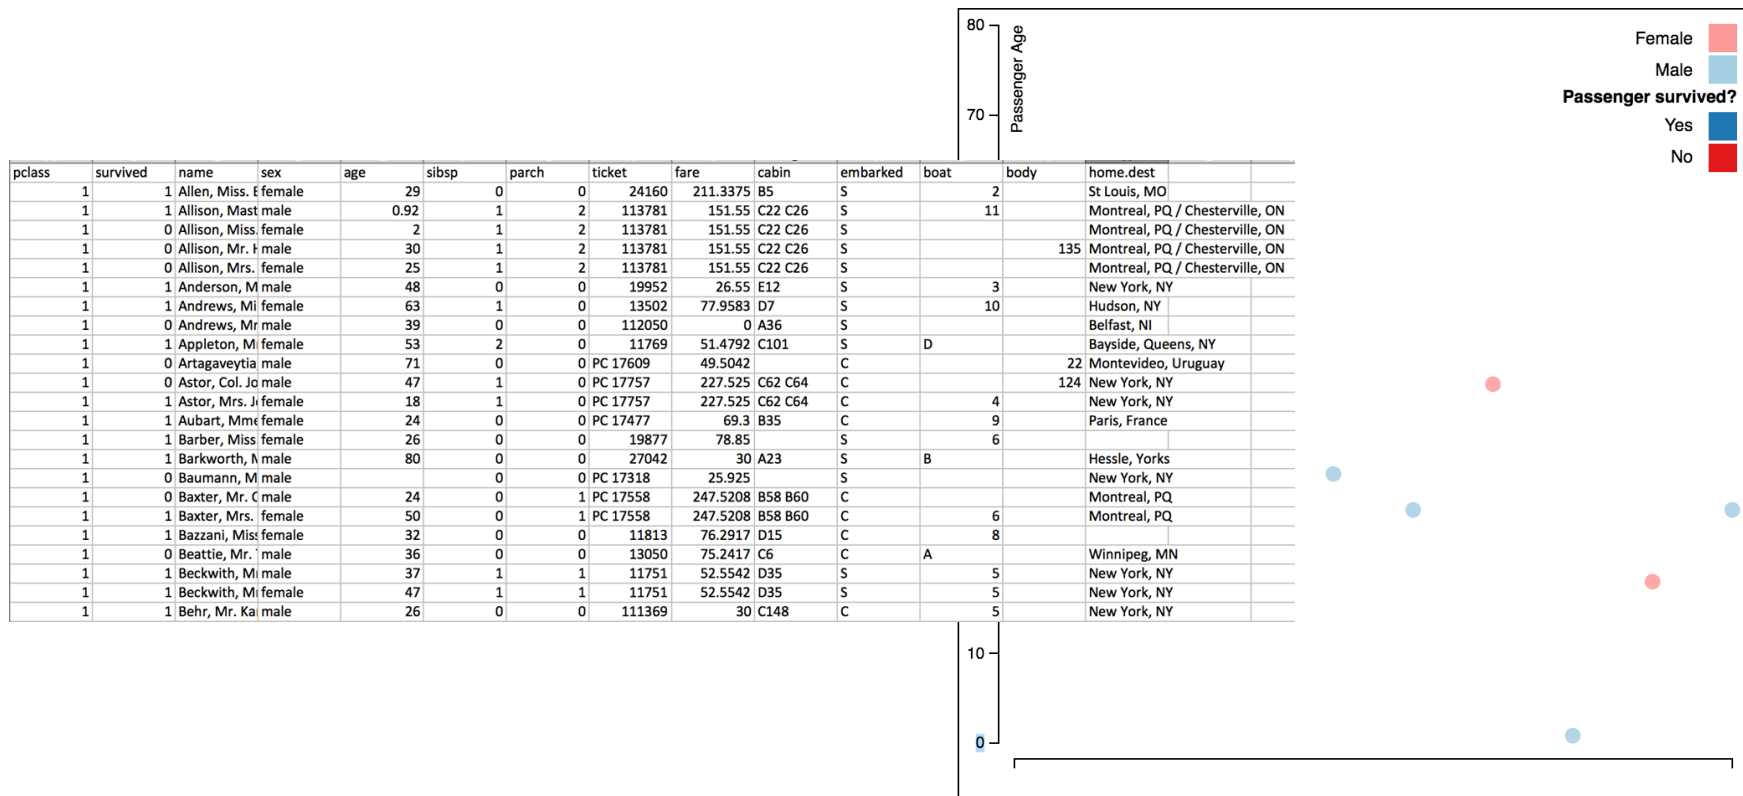 80
Passenger Age
70
Female
Male
Passenger survived?
Yes
No
pclass survived name sex age sibsp parch ticket fare cabin embarked boat body home.dest
1 1 Allen, Miss. E female 29 0 0 24160 211.3375 B5 S 2 St Louis, MO
1 1 Allison, Mast male 0.92 1 2 113781 151.55 C22 C26 S 11 Montreal, PQ / Chesterville, ON
1 0 Allison, Miss. female 2 1 2 113781 151.55 C22 C26 S Montreal, PQ / Chesterville, ON
1 0 Allison, Mr. H male 30 1 2 113781 151.55 C22 C26 S 135 Montreal, PQ / Chesterville, ON
1 0 Allison, Mrs. female 25 1 2 113781 151.55 C22 C26 S Montreal, PQ / Chesterville, ON
1 1 Anderson, M male 48 0 0 19952 26.55 E12 S 3 New York, NY
1 1 Andrews, Mi female 63 1 0 13502 77.9583 D7 S 10 Hudson, NY
1 0 Andrews, Mr male 39 0 0 112050 0 A36 S Belfast, NI
1 1 Appleton, M female 53 2 0 11769 51.4792 C101 S D Bayside, Queens, NY
1 0 Artagaveytia male 71 0 0 PC 17609 49.5042 C 22 Montevideo, Uruguay
1 0 Astor, Col. Jo male 47 1 0 PC 17757 227.525 C62 C64 C 124 New York, NY
1 1 Astor, Mrs. J female 18 1 0 PC 17757 227.525 C62 C64 C 4 New York, NY
1 1 Aubart, Mme female 24 0 0 PC 17477 69.3 B35 C 9 Paris, France
1 1 Barber, Miss female 26 0 0 19877 78.85 S 6
1 1 Barkworth, M male 80 0 0 27042 30 A23 S B Hessle, Yorks
1 0 Baumann, M male 0 0 PC 17318 25.925 S New York, NY
1 0 Baxter, Mr. Q male 24 0 1 PC 17558 247.5208 B58 B60 C Montreal, PQ
1 1 Baxter, Mrs. female 50 0 1 PC 17558 247.5208 B58 B60 C 6 Montreal, PQ
1 1 Bazzani, Miss female 32 0 0 11813 76.2917 D15 C 8
1 0 Beattie, Mr. male 36 0 0 13050 75.2417 C6 C A Winnipeg, MN
1 1 Beckwith, M male 37 1 1 11751 52.5542 D35 S 5 New York, NY
1 1 Beckwith, M female 47 1 1 11751 52.5542 D35 S 5 New York, NY
1 1 Behr, Mr. Ka male 26 0 0 111369 30 C148 C 5 New York, NY
10
0